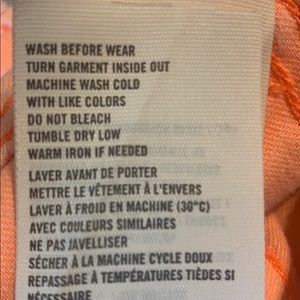 WASH BEFORE WEAR
TURN GARMENT INSIDE OUT
MACHINE WASH COLD
WITH LIKE COLORS
DO NOT BLEACH
TUMBLE DRY LOW
WARM IRON IF NEEDED
LAVER AVANT DE PORTER
METTRE LE VÊTEMENT À L'ENVERS
LAVER À FROID EN MACHINE (30°C)
AVEC COULEURS SIMILAIRES
NE PAS JAVELLISER
SÉCHER À LA MACHINE CYCLE DOUX
REPASSAGE À TEMPÉRATURES TIÈDES SI
NÉCESSAIRE